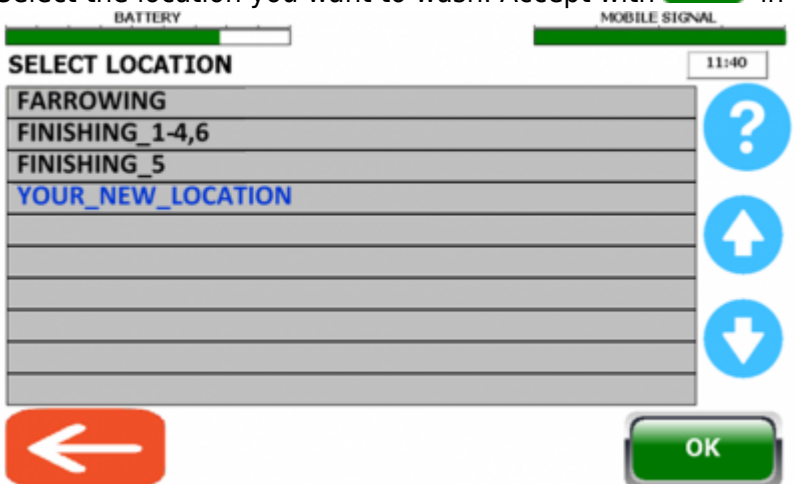 Select the location you want to wash. Accept with in
BATTERY MOBILE SIGNAL
SELECT LOCATION 11:40
FARROWING
FINISHING_1-4,6
?
FINISHING_5
YOUR_NEW_LOCATION
OK